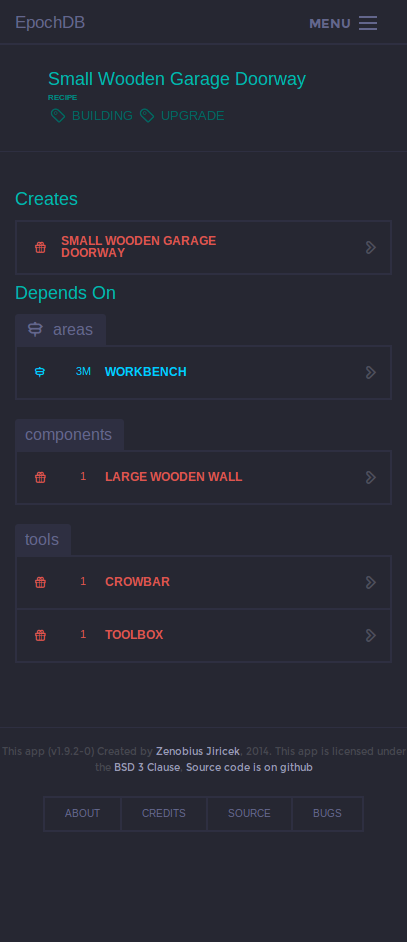 EpochDB
MENU
Small Wooden Garage Doorway
RECIPE
BUILDING UPGRADE
Creates
SMALL WOODEN GARAGE
DOORWAY
Depends On
areas
3M WORKBENCH
components
1 LARGE WOODEN WALL
tools
1 CROWBAR
1 TOOLBOX
This app (v1.9.2-0) Created by Zenobius Jiricek, 2014. This app is licensed under
the BSD 3 Clause. Source code is on github
ABOUT CREDITS SOURCE BUGS